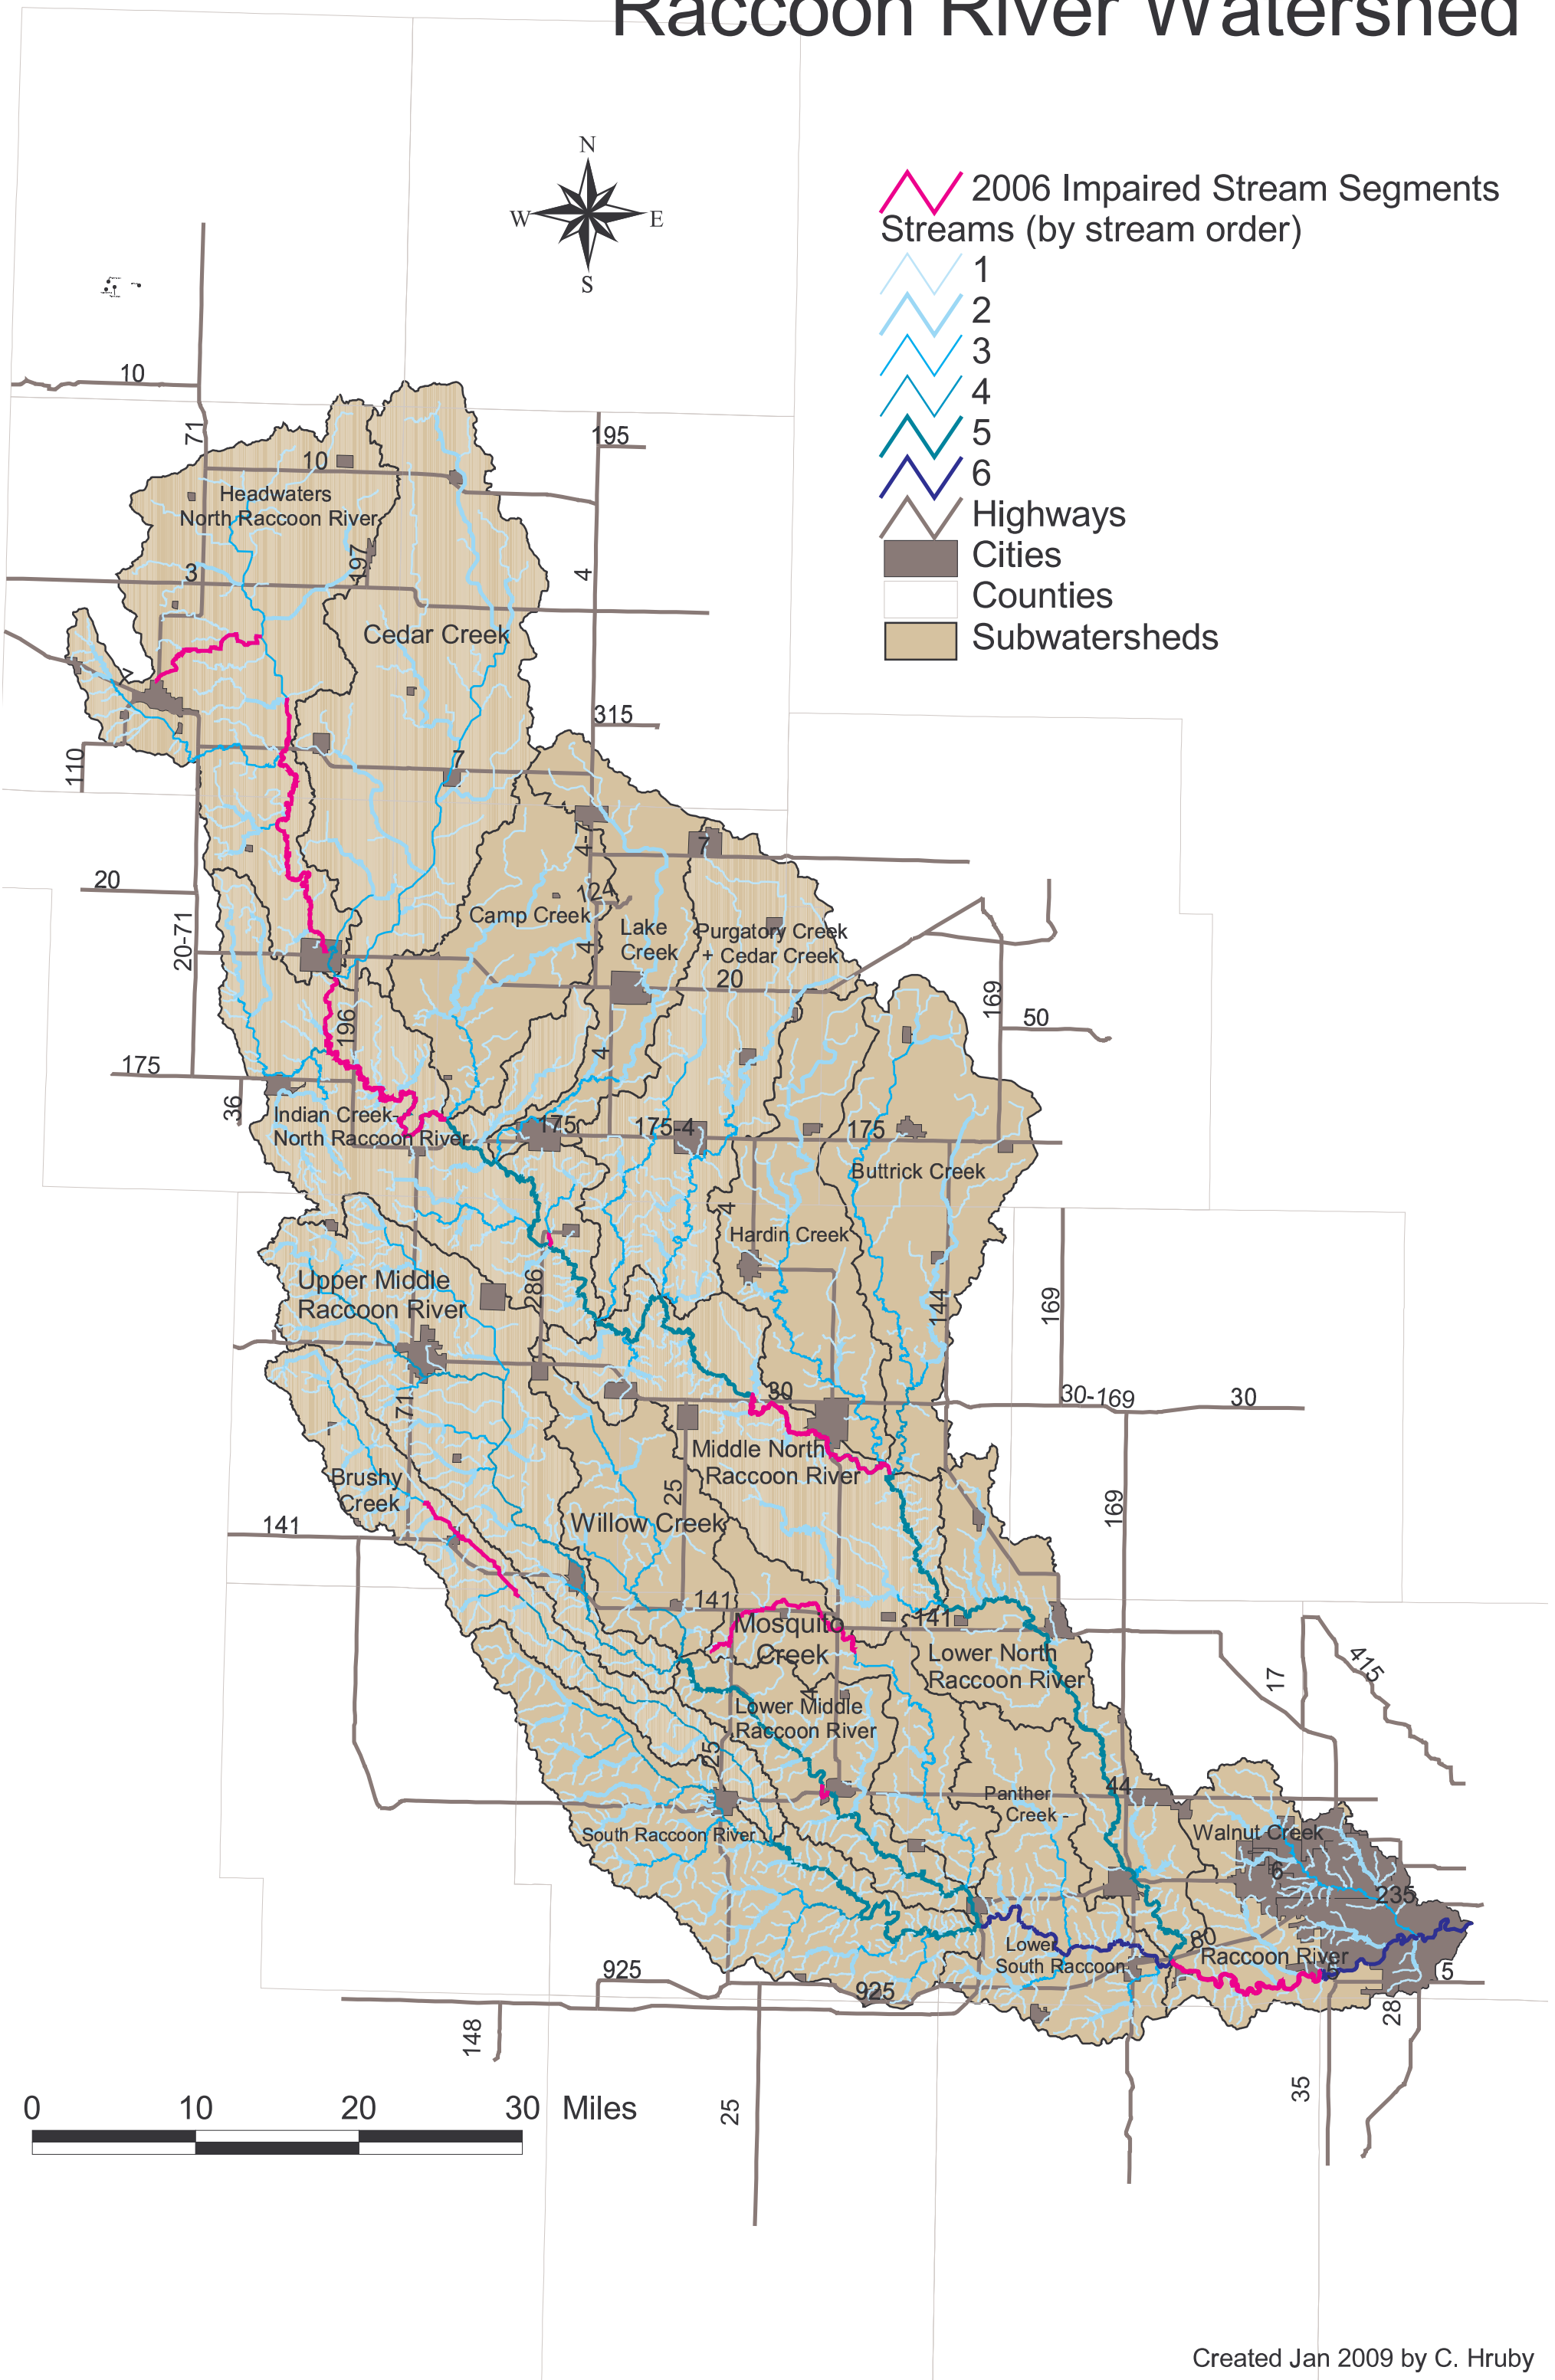 Raccoon River Watershed
N
W
E
S
2006 Impaired Stream Segments
Streams (by stream order)
1
2
3
4
5
6
Highways
Cities
Counties
Subwatersheds
10
71
195
10
Headwaters
North Raccoon River
197
3
4
Cedar Creek
7
315
110
7
4-7
7
20
124
Camp Creek
Lake
Creek
Purgatory Creek
+ Cedar Creek
20-71
4
20
169
50
196
4
175
36
Indian Creek-
North Raccoon River
175
175-4
175
Buttrick Creek
4
Hardin Creek
Upper Middle
Raccoon River
286
144
169
71
30
30-169
30
Middle North
Raccoon River
Brushy
Creek
25
169
141
Willow Creek
141
Mosquito
Creek
141
Lower North
Raccoon River
17
415
4
Lower Middle
Raccoon River
25
Panther
Creek -
44
South Raccoon River
Walnut Creek
6
235
80
Lower
South Raccoon
Raccoon River
5
925
925
28
148
35
25
0
10
20
30
Miles
Created Jan 2009 by C. Hruby